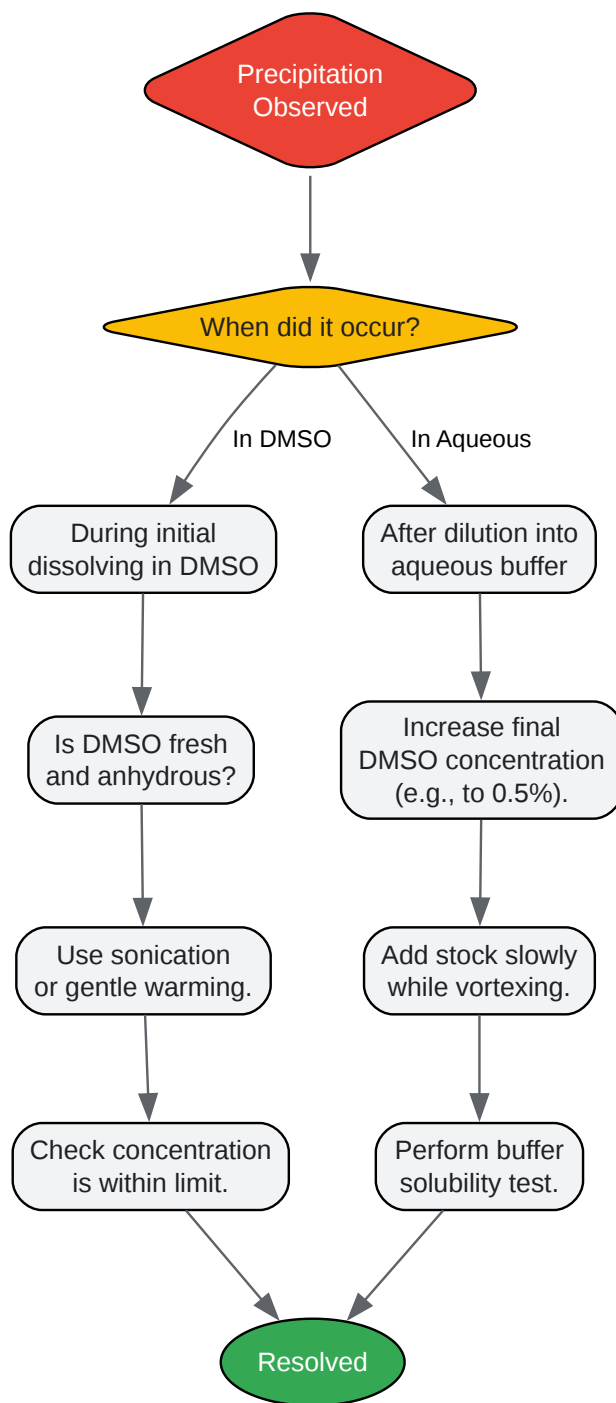 Precipitation
Observed
When did it occur?
In DMSO
In Aqueous
During initial
dissolving in DMSO
After dilution into
aqueous buffer
Is DMSO fresh
and anhydrous?
Increase final
DMSO concentration
(e.g., to 0.5%).
Use sonication
or gentle warming.
Add stock slowly
while vortexing.
Check concentration
is within limit.
Perform buffer
solubility test.
Resolved